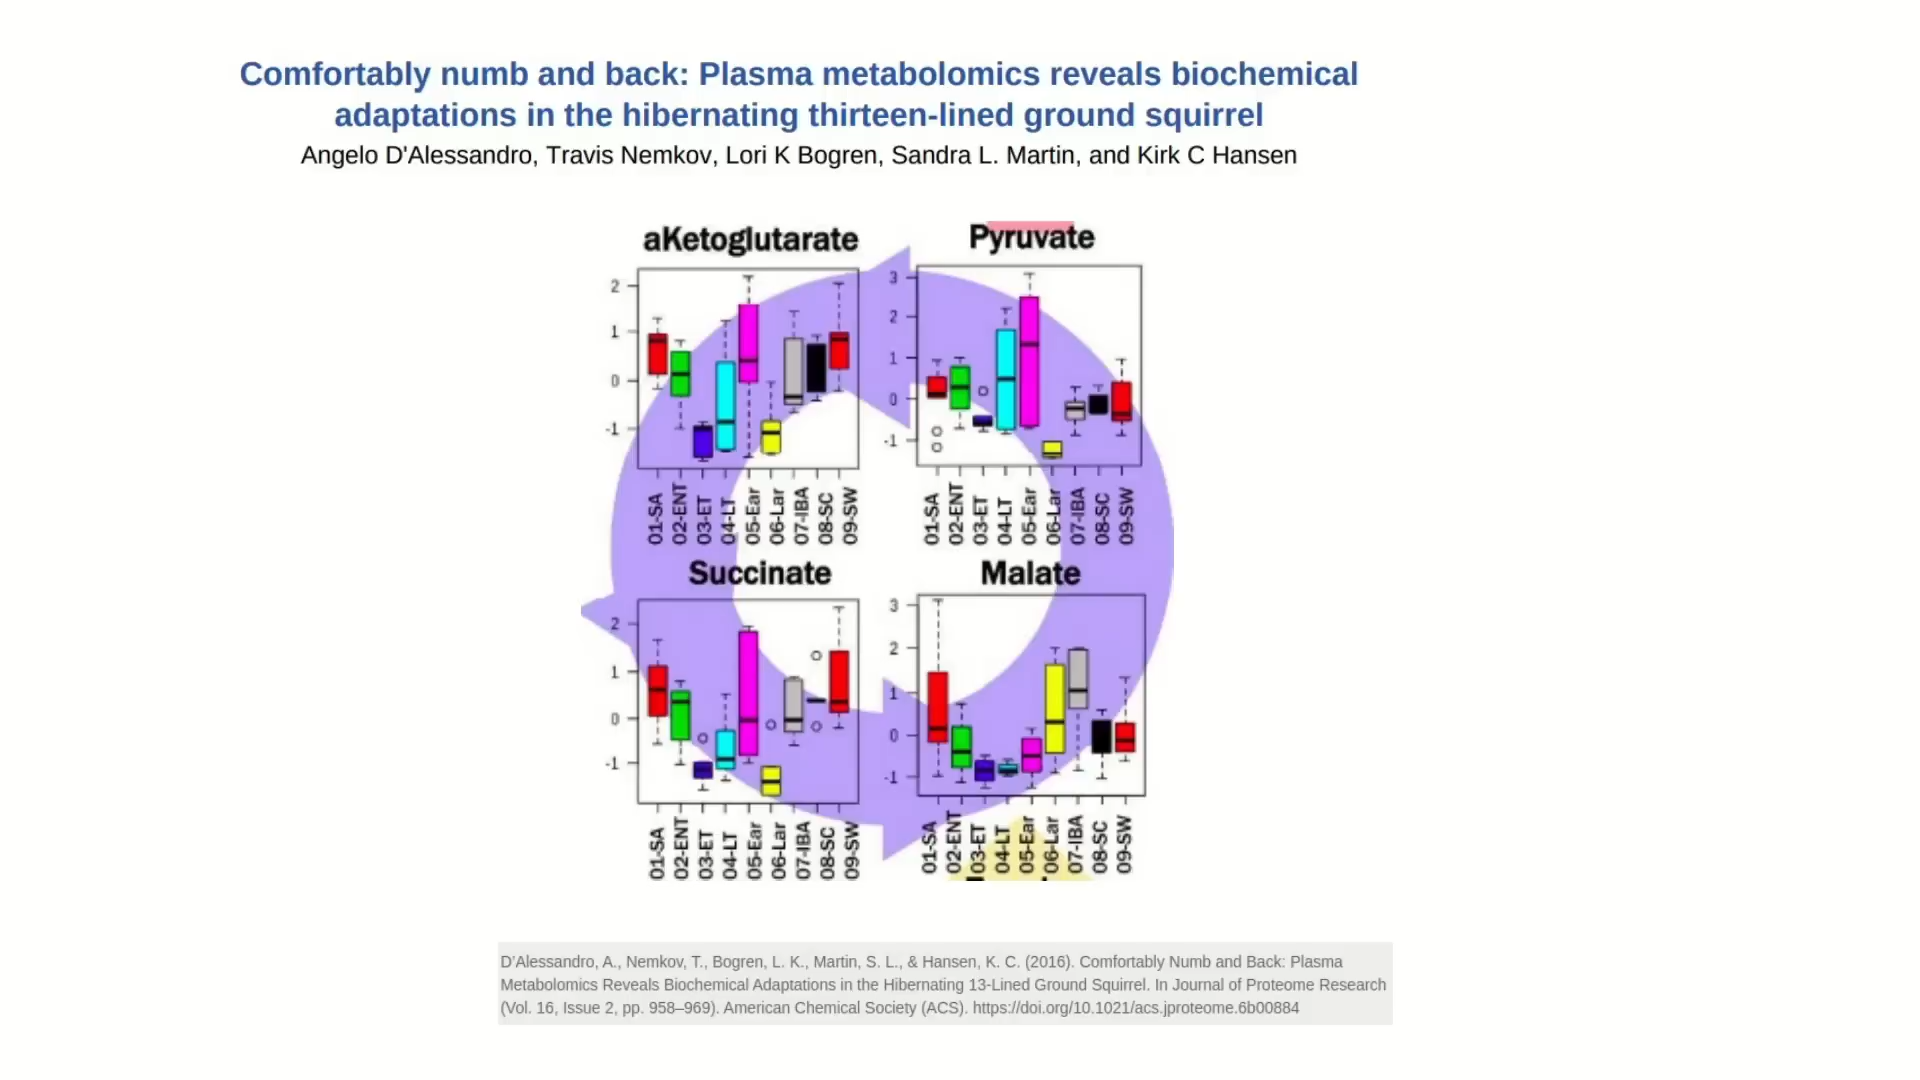 Comfortably numb and back: Plasma metabolomics reveals biochemical
adaptations in the hibernating thirteen-lined ground squirrel
Angelo D'Alessandro, Travis Nemkov, Lori K Bogren, Sandra L. Martin, and Kirk C Hansen
aKetoglutarate
2
1
0
-1
01-SA
02-ENT
03-ET
04-LT
05-Ear
06-Lar
07-IBA
08-SC
09-SW
Pyruvate
3
2
1
0
-1
01-SA
02-ENT
03-ET
04-LT
05-Ear
06-Lar
07-IBA
08-SC
09-SW
Succinate
2
1
0
-1
01-SA
02-ENT
03-ET
04-LT
05-Ear
06-Lar
07-IBA
08-SC
09-SW
Malate
3
2
1
0
-1
01-SA
02-ENT
03-ET
04-LT
05-Ear
06-Lar
07-IBA
08-SC
09-SW
D'Alessandro, A., Nemkov, T., Bogren, L. K., Martin, S. L., & Hansen, K. C. (2016). Comfortably Numb and Back: Plasma
Metabolomics Reveals Biochemical Adaptations in the Hibernating 13-Lined Ground Squirrel. In Journal of Proteome Research
(Vol. 16, Issue 2, pp. 958–969). American Chemical Society (ACS). https://doi.org/10.1021/acs.jproteome.6b00884